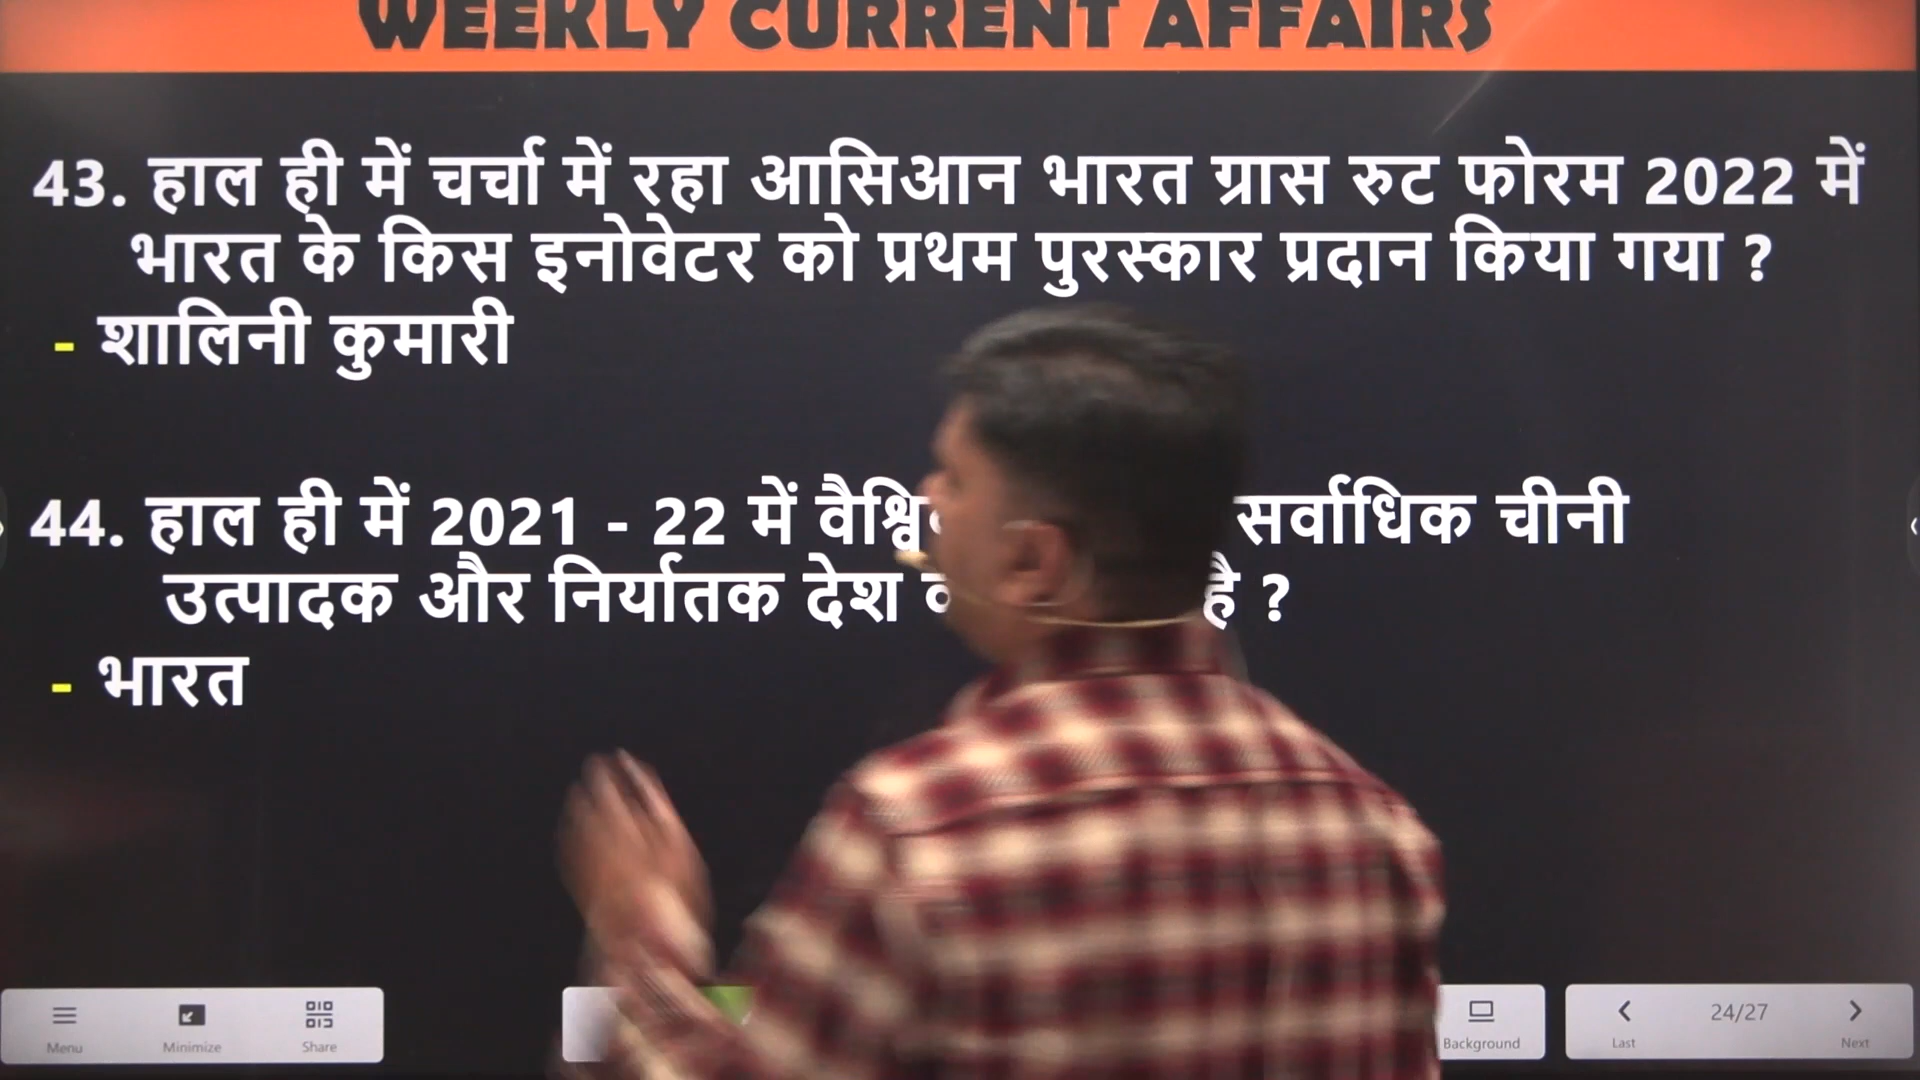 WEEKLY CURRENT AFFAIRS
43. हाल ही में चर्चा में रहा आसिआन भारत ग्रास रुट फोरम 2022 में
भारत के किस इनोवेटर को प्रथम पुरस्कार प्रदान किया गया ?
- शालिनी कुमारी
44. हाल ही में 2021 - 22 में सर्वाधिक चीनी
उत्पादक और निर्यातक देश है ?
- भारत
Menu Minimize Share Background Last 24/27 Next